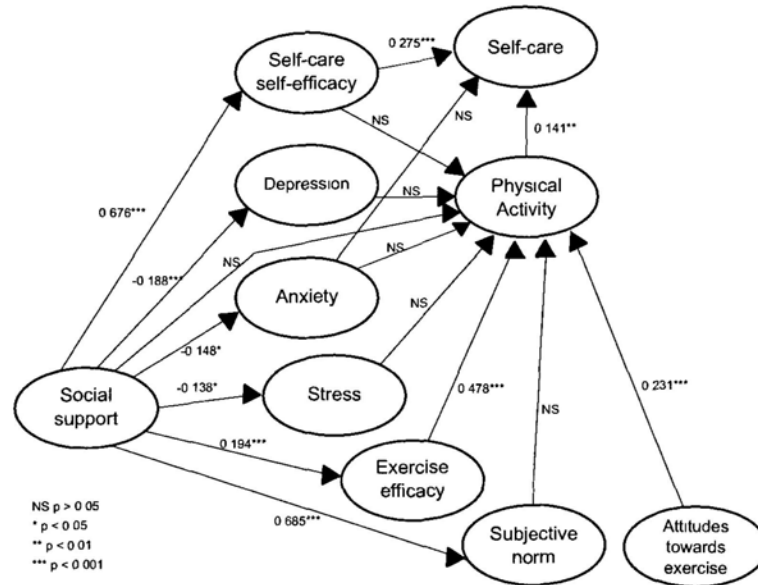 0 275***
Self-care
Self-care
self-efficacy
NS
NS
0 141**
Depression
NS
Physical
Activity
0 676***
NS
NS
-0 188***
Anxiety
NS
-0 148*
Social
support
-0 138*
Stress
0 478***
0 231***
NS
0 194***
Exercise
efficacy
0 685***
Subjective
norm
Attitudes
towards
exercise
NS p > 0 05
* p < 0 05
** p < 0 01
*** p < 0 001